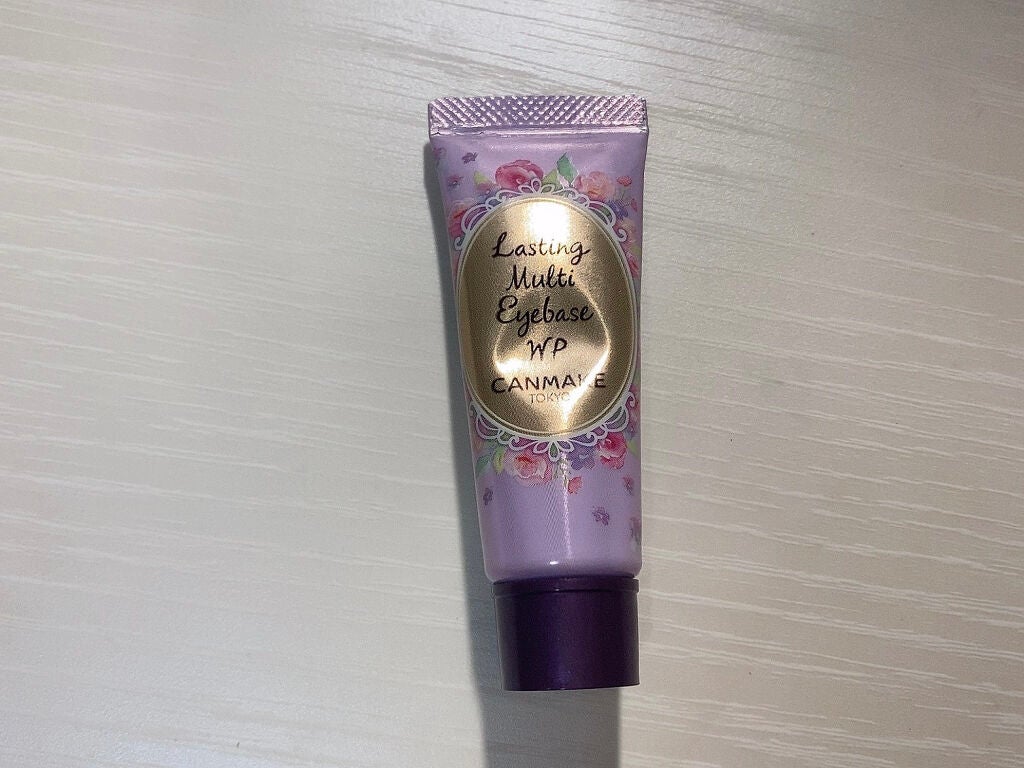 Lasting
Multi
Eyebase
WP
CANMAKE
TOKYO